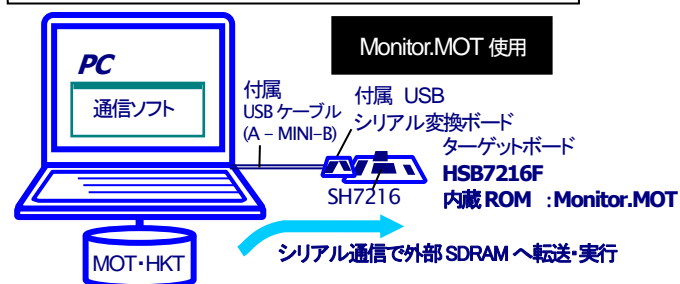 Monitor.MOT 使用
PC
通信ソフト
付属
USB ケーブル
(A – MINI-B)
付属 USB
シリアル変換ボード
ターゲットボード
HSB7216F
内蔵 ROM :Monitor.MOT
SH7216
MOT・HKT
シリアル通信で外部 SDRAM へ転送・実行